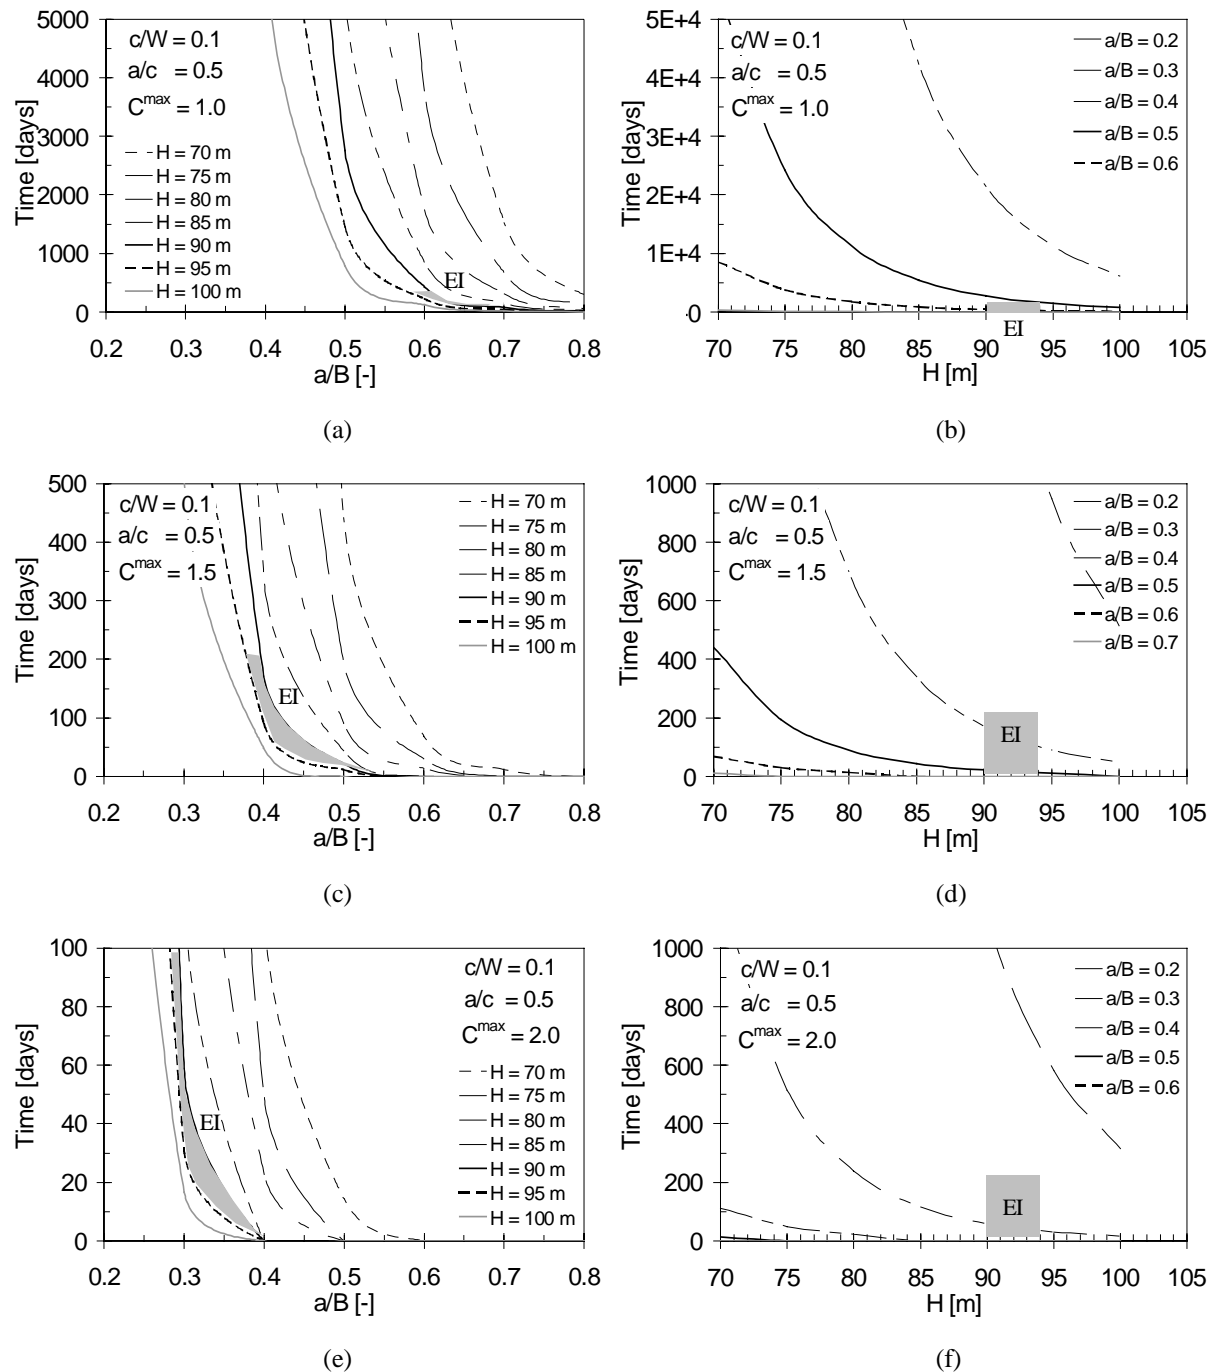 5000
4000
3000
2000
1000
0
Time [days]
c/W = 0.1
a/c = 0.5
C^max = 1.0
H = 70 m
H = 75 m
H = 80 m
H = 85 m
H = 90 m
H = 95 m
H = 100 m
EI
0.2 0.3 0.4 0.5 0.6 0.7 0.8
a/B [-]
(a)
5E+4
4E+4
3E+4
2E+4
1E+4
0
Time [days]
c/W = 0.1
a/c = 0.5
C^max = 1.0
a/B = 0.2
a/B = 0.3
a/B = 0.4
a/B = 0.5
a/B = 0.6
EI
70 75 80 85 90 95 100 105
H [m]
(b)
500
400
300
200
100
0
Time [days]
c/W = 0.1
a/c = 0.5
C^max = 1.5
H = 70 m
H = 75 m
H = 80 m
H = 85 m
H = 90 m
H = 95 m
H = 100 m
EI
0.2 0.3 0.4 0.5 0.6 0.7 0.8
a/B [-]
(c)
1000
800
600
400
200
0
Time [days]
c/W = 0.1
a/c = 0.5
C^max = 1.5
a/B = 0.2
a/B = 0.3
a/B = 0.4
a/B = 0.5
a/B = 0.6
a/B = 0.7
EI
70 75 80 85 90 95 100 105
H [m]
(d)
100
80
60
40
20
0
Time [days]
c/W = 0.1
a/c = 0.5
C^max = 2.0
H = 70 m
H = 75 m
H = 80 m
H = 85 m
H = 90 m
H = 95 m
H = 100 m
EI
0.2 0.3 0.4 0.5 0.6 0.7 0.8
a/B [-]
(e)
1000
800
600
400
200
0
Time [days]
c/W = 0.1
a/c = 0.5
C^max = 2.0
a/B = 0.2
a/B = 0.3
a/B = 0.4
a/B = 0.5
a/B = 0.6
EI
70 75 80 85 90 95 100 105
H [m]
(f)